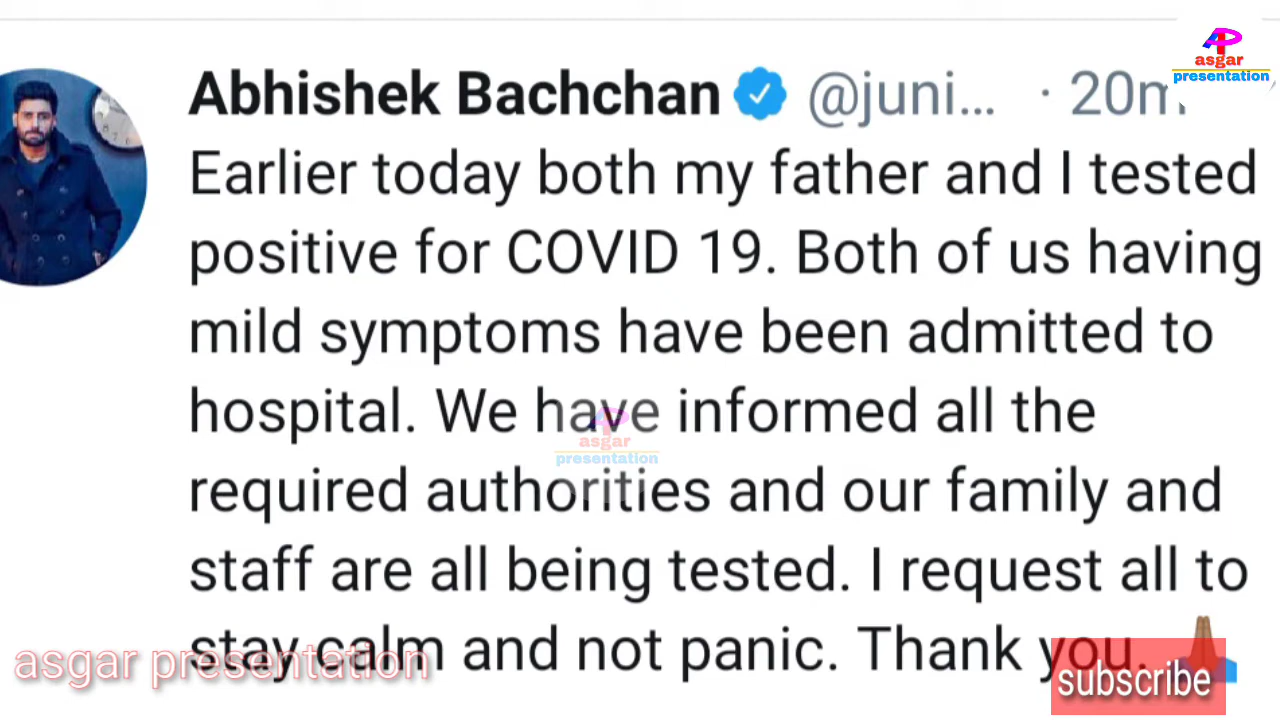 asgar
presentation
Abhishek Bachchan @juni... · 20m
Earlier today both my father and I tested
positive for COVID 19. Both of us having
mild symptoms have been admitted to
hospital. We have informed all the
required authorities and our family and
staff are all being tested. I request all to
stay calm and not panic. Thank you.
asgar
presentation
asgar presentation
subscribe